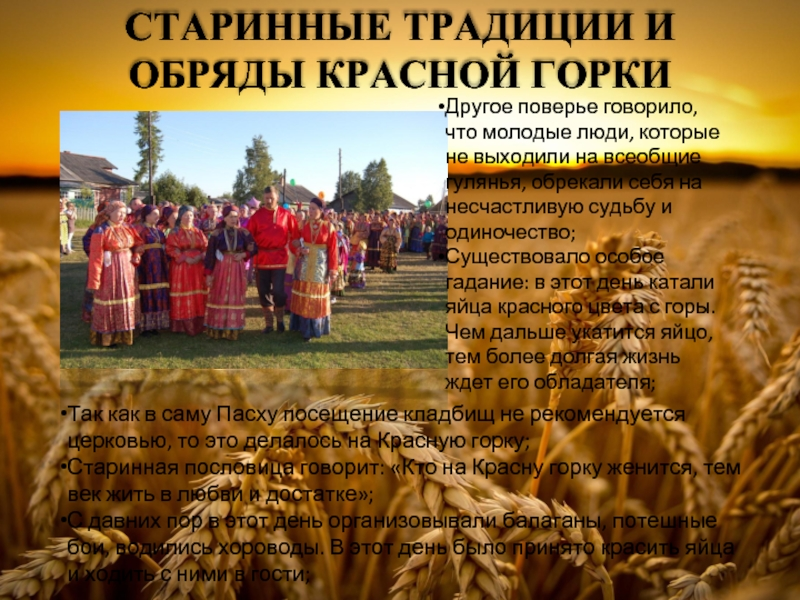 СТАРИННЫЕ ТРАДИЦИИ И
ОБРЯДЫ КРАСНОЙ ГОРКИ
•Другое поверье говорило,
что молодые люди, которые
не выходили на всеобщие
гулянья, обрекали себя на
несчастливую судьбу и
одиночество;
Существовало особое
гадание: в этот день катали
яйца красного цвета с горы.
Чем дальше укатится яйцо,
тем более долгая жизнь
ждет его обладателя;
•Так как в саму Пасху посещение кладбищ не рекомендуется
церковью, то это делалось на Красную горку;
•Старинная пословица говорит: «Кто на Красну горку женится, тем
век жить в любви и достатке»;
•С давних пор в этот день организовывали балаганы, потешные
бои, водились хороводы. В этот день было принято красить яйца
и ходить с ними в гости;